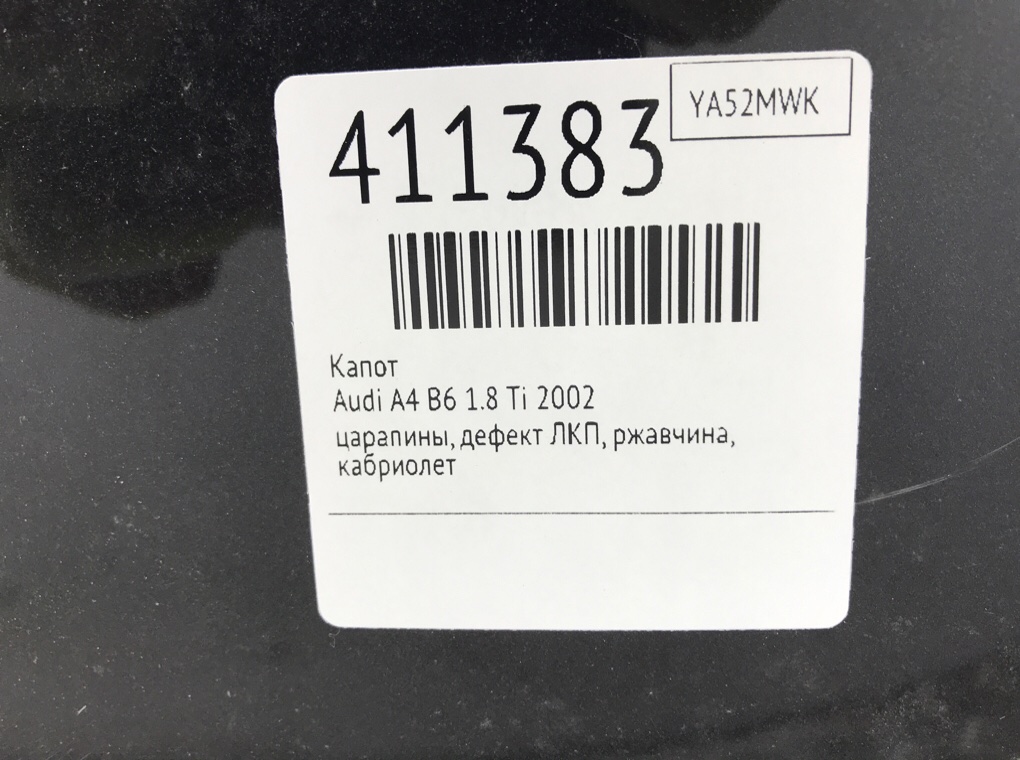 411383
YA52MWK
Капот
Audi A4 B6 1.8 Ti 2002
царапины, дефект ЛКП, ржавчина,
кабриолет